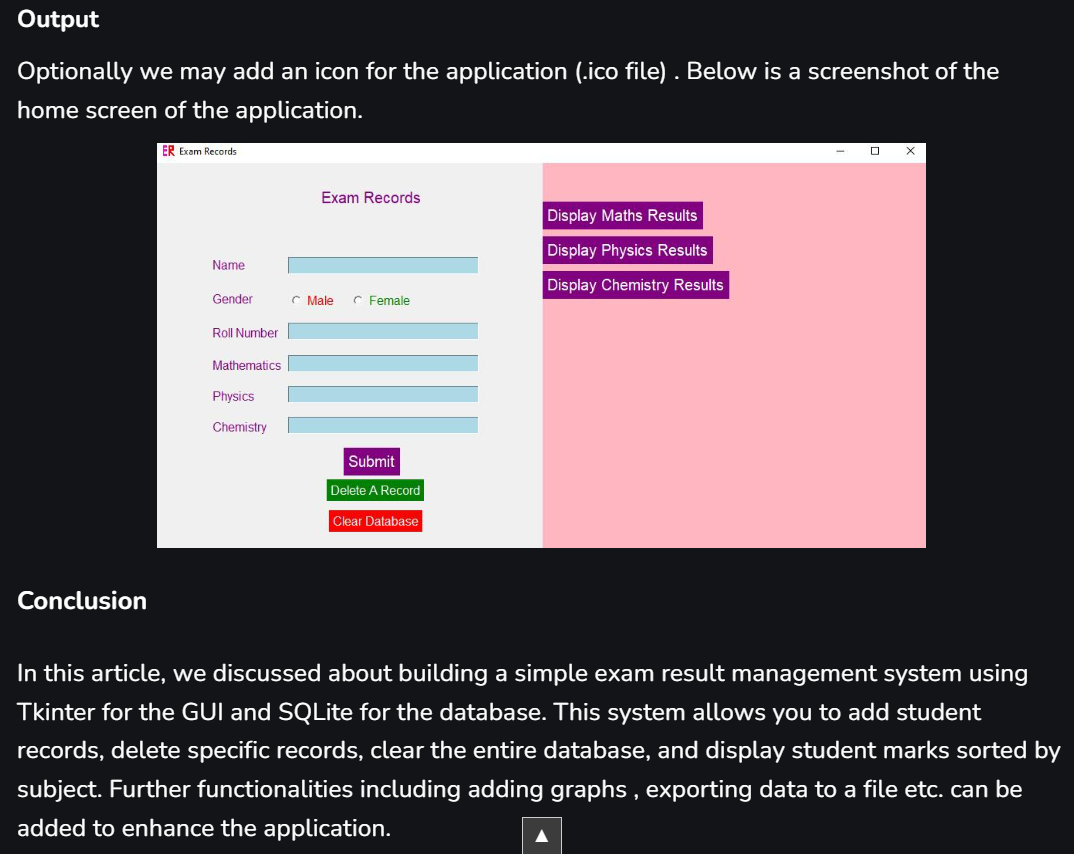 Output
Optionally we may add an icon for the application (.ico file) . Below is a screenshot of the
home screen of the application.
ER Exam Records
Exam Records
Name
Gender Male Female
Roll Number
Mathematics
Physics
Chemistry
Submit
Delete A Record
Clear Database
Display Maths Results
Display Physics Results
Display Chemistry Results
Conclusion
In this article, we discussed about building a simple exam result management system using
Tkinter for the GUI and SQLite for the database. This system allows you to add student
records, delete specific records, clear the entire database, and display student marks sorted by
subject. Further functionalities including adding graphs , exporting data to a file etc. can be
added to enhance the application.